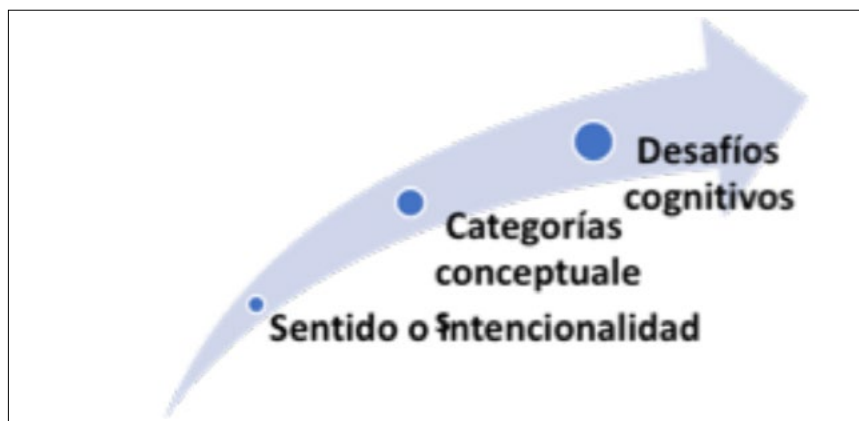 Desafíos
cognitivos
Categorías
conceptuale
s
Sentido o Intencionalidad